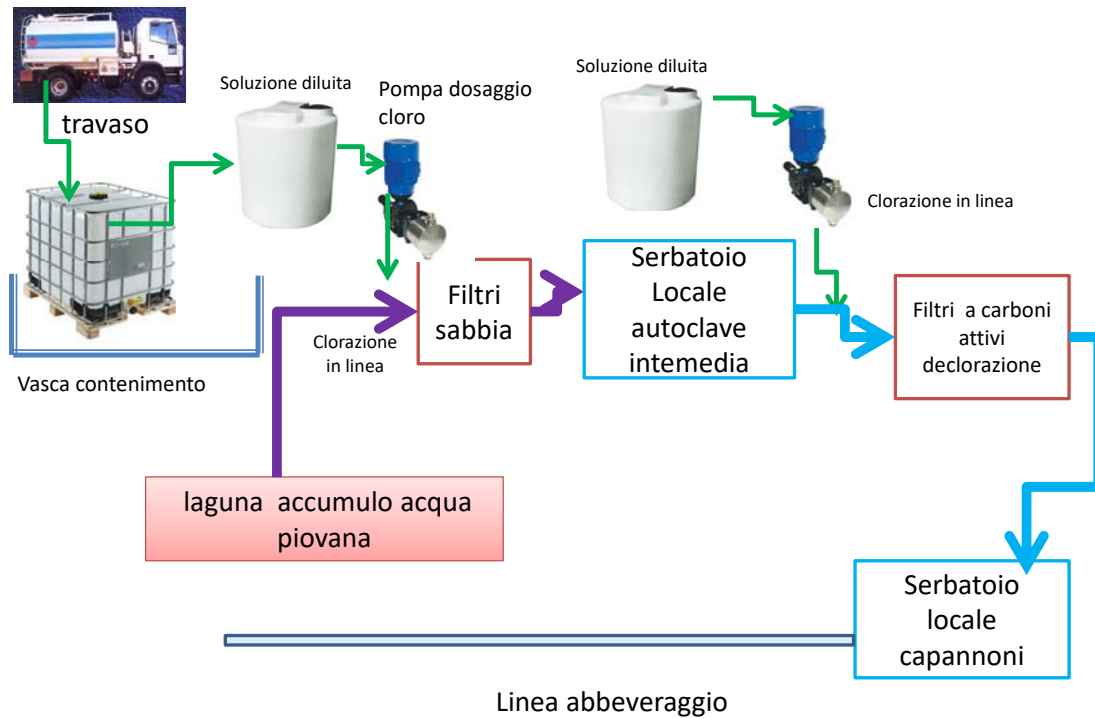 travaso
Soluzione diluita
Pompa dosaggio
cloro
Soluzione diluita
Clorazione in linea
Vasca contenimento
Clorazione
in linea
Filtri
sabbia
Serbatoio
Locale
autoclave
intemedia
Filtri a carboni
attivi
declorazione
laguna accumulo acqua
piovana
Serbatoio
locale
capannoni
Linea abbeveraggio